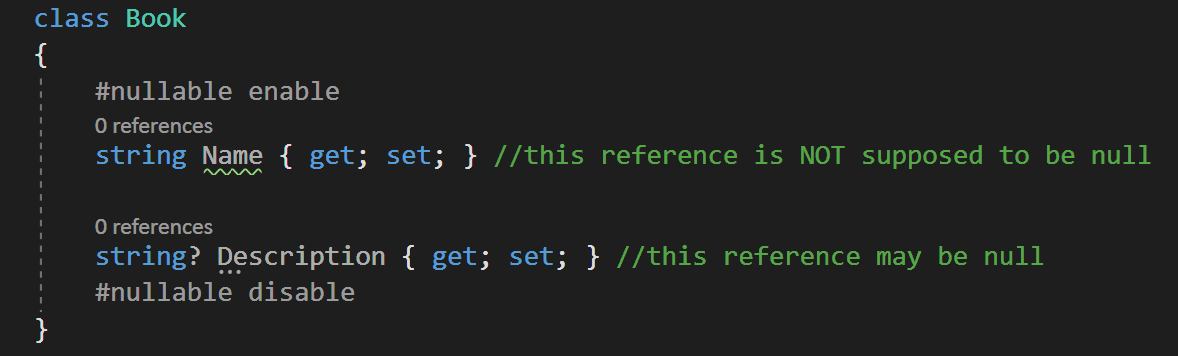 class Book
{
#nullable enable
0 references
string Name { get; set; } //this reference is NOT supposed to be null
0 references
string? Description { get; set; } //this reference may be null
#nullable disable
}